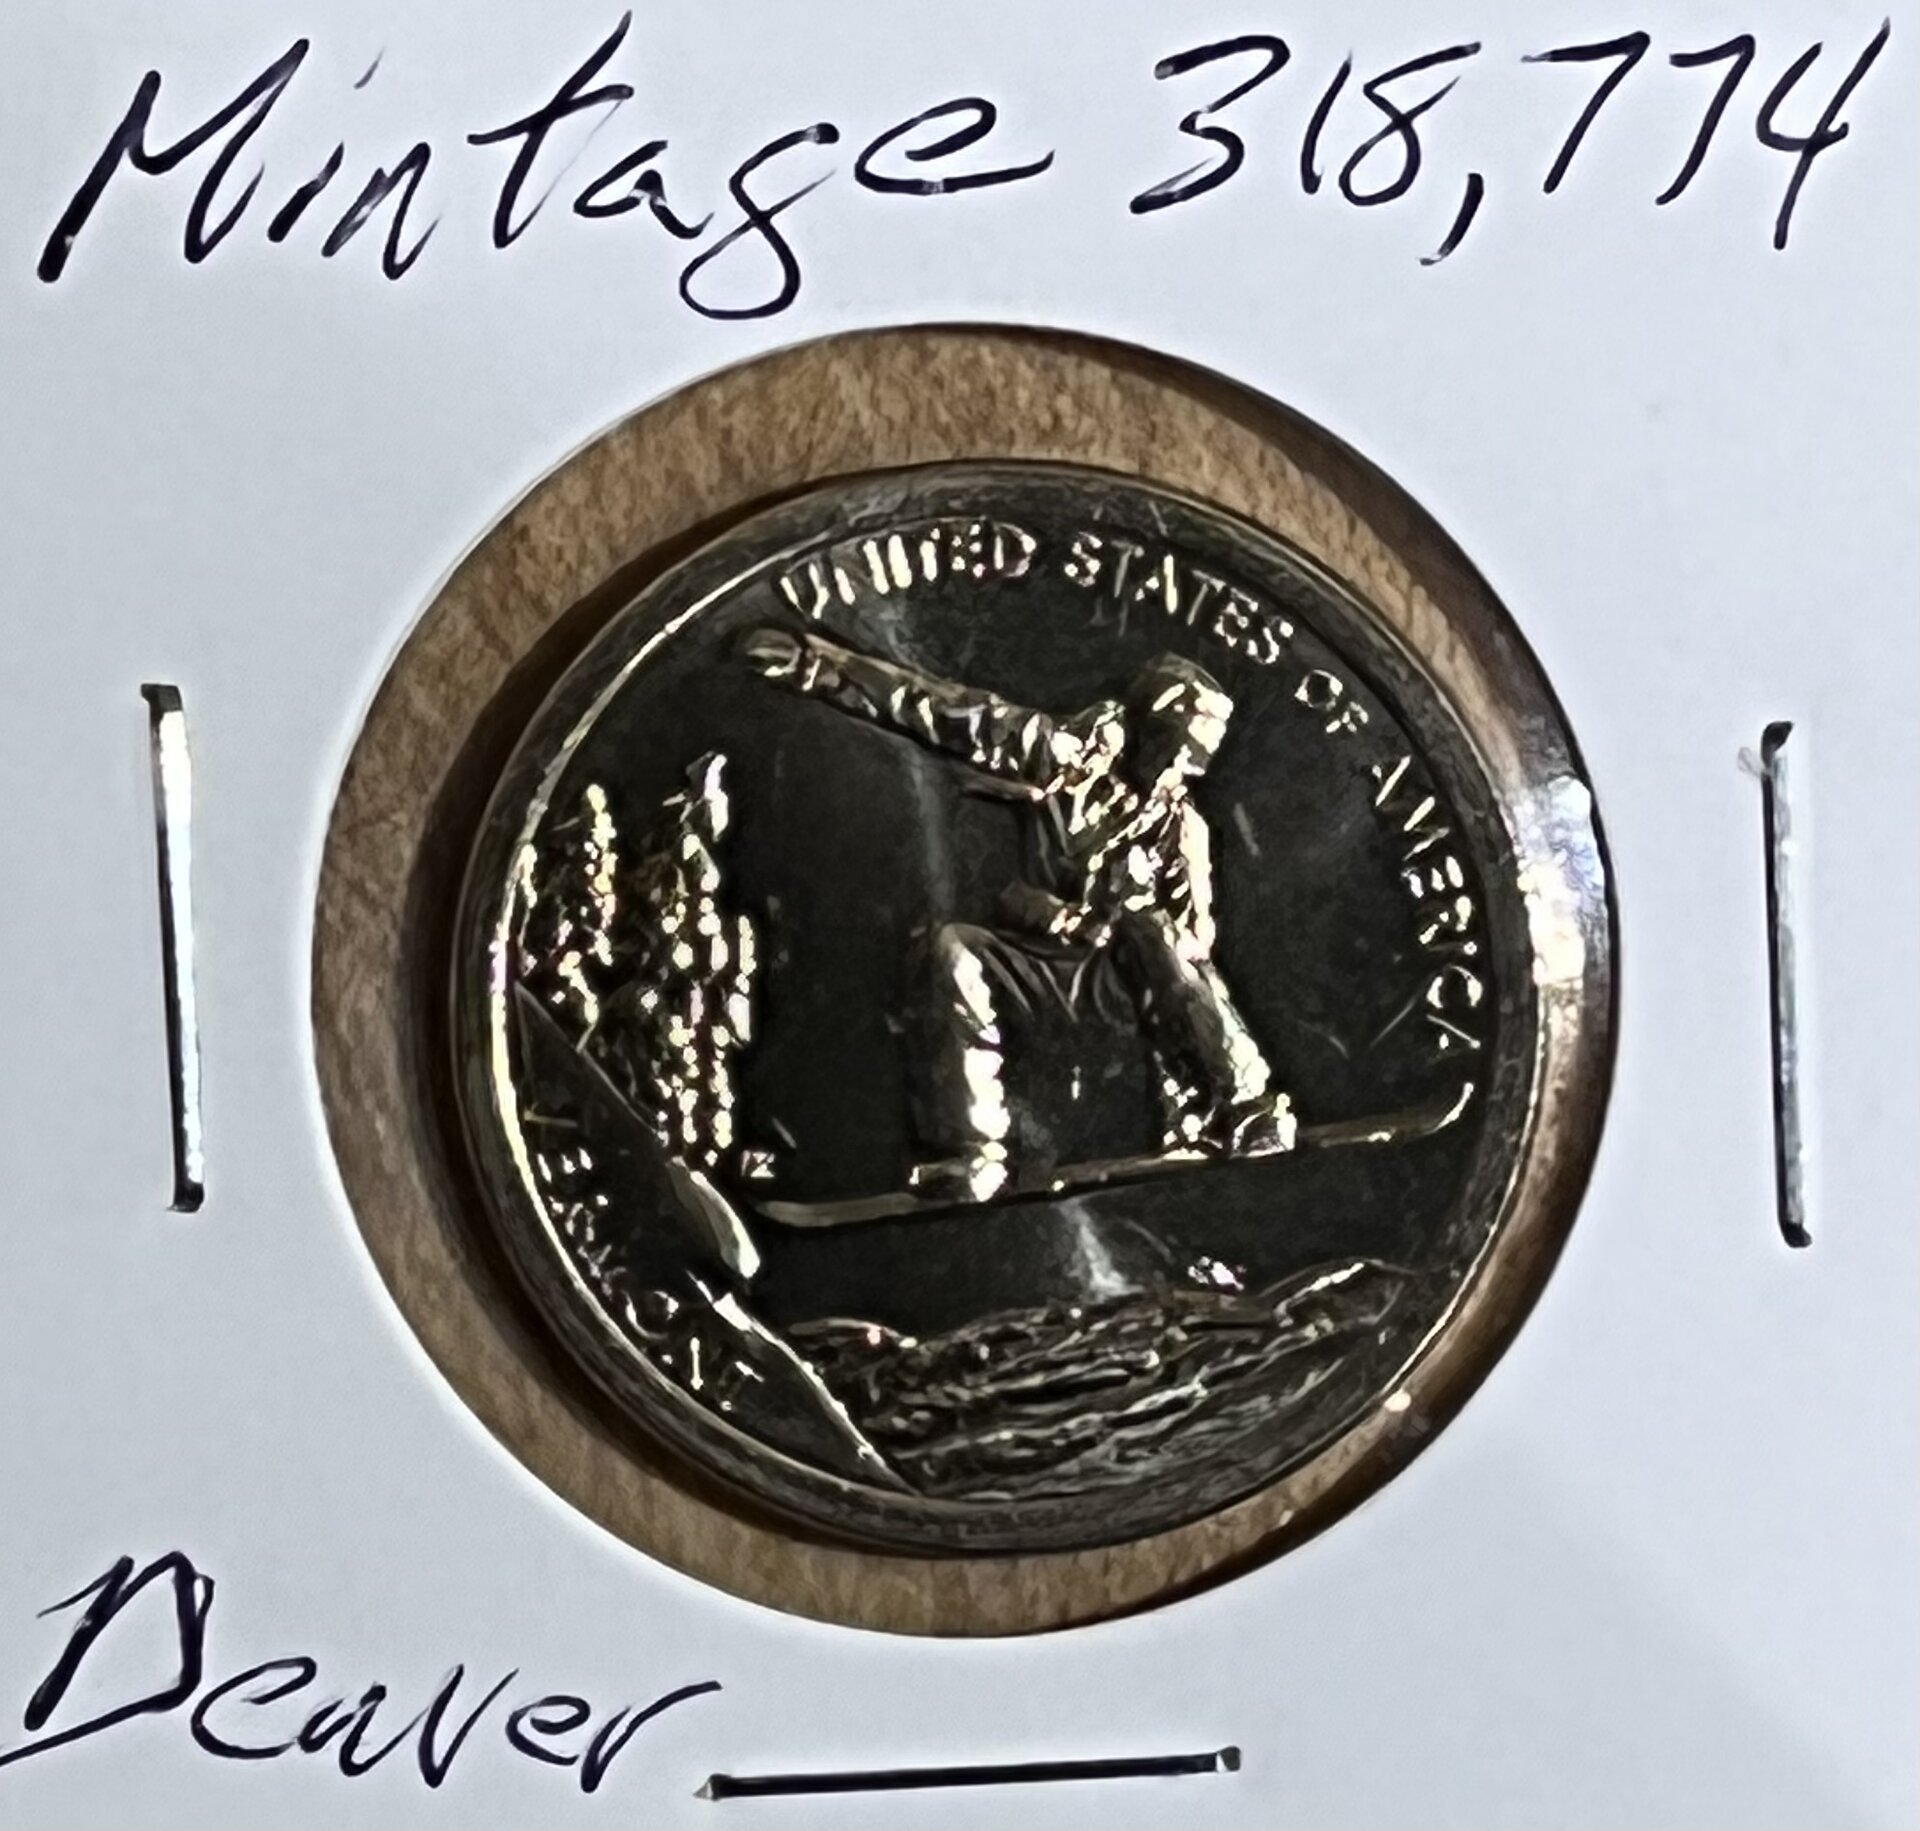 Mintage 318,774
UNITED STATES OF AMERICA
VERMONT
Denver